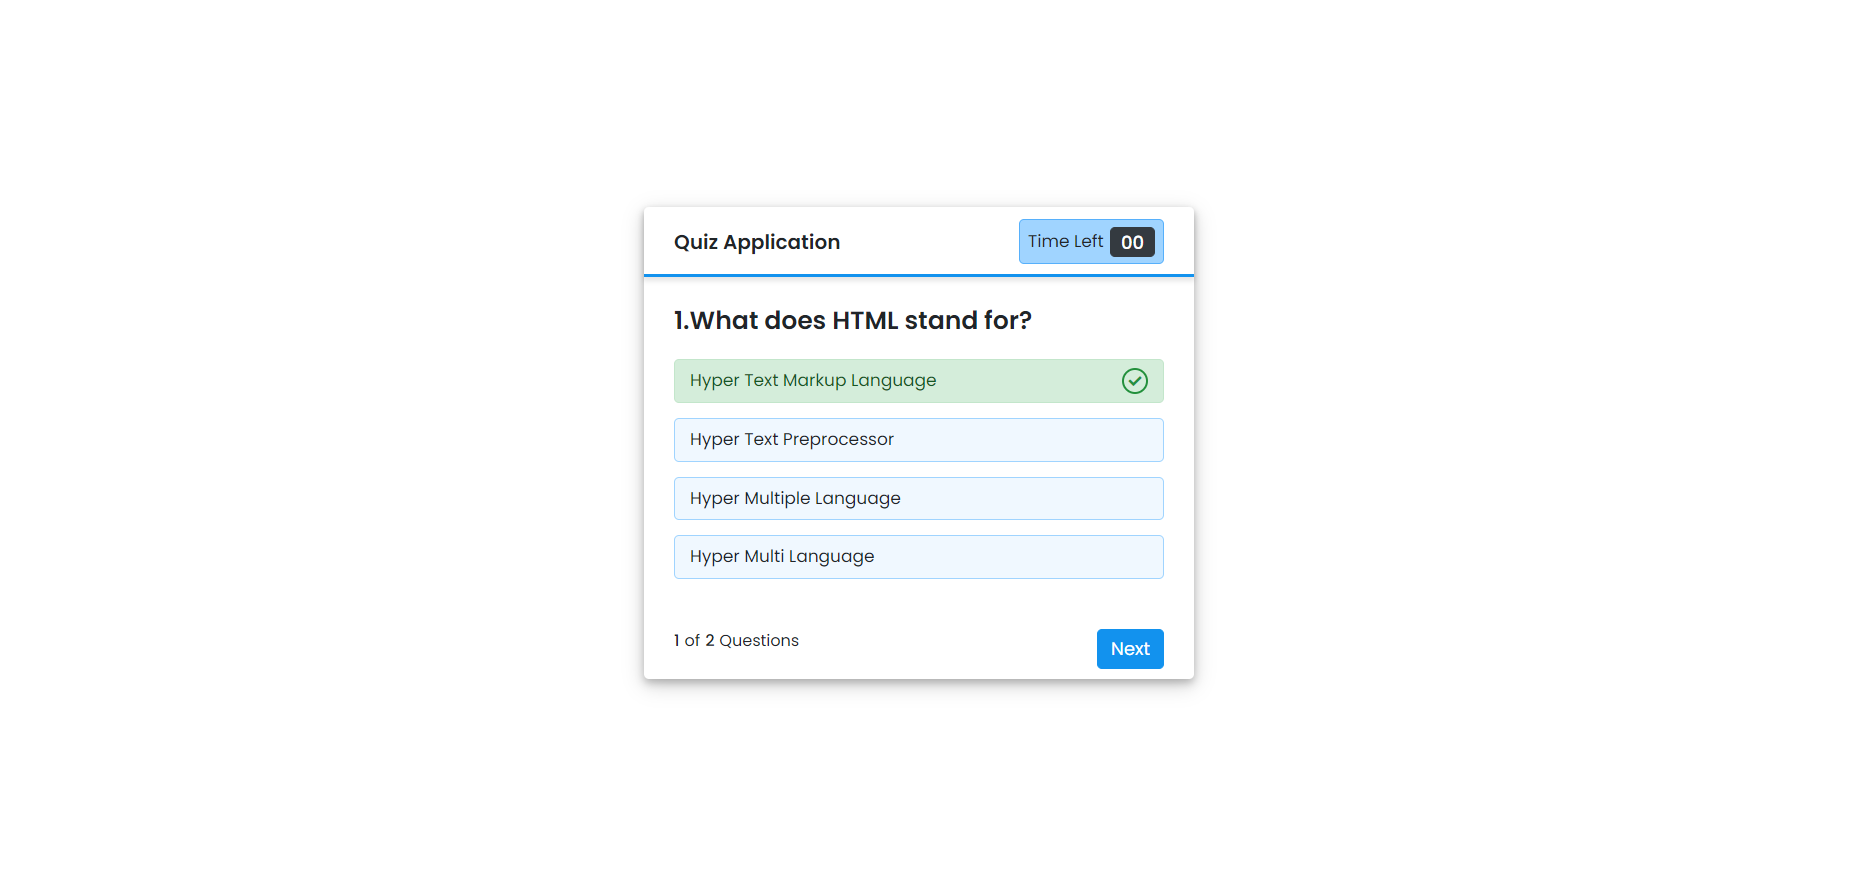 Quiz Application
Time Left 00
1.What does HTML stand for?
Hyper Text Markup Language
Hyper Text Preprocessor
Hyper Multiple Language
Hyper Multi Language
1 of 2 Questions
Next